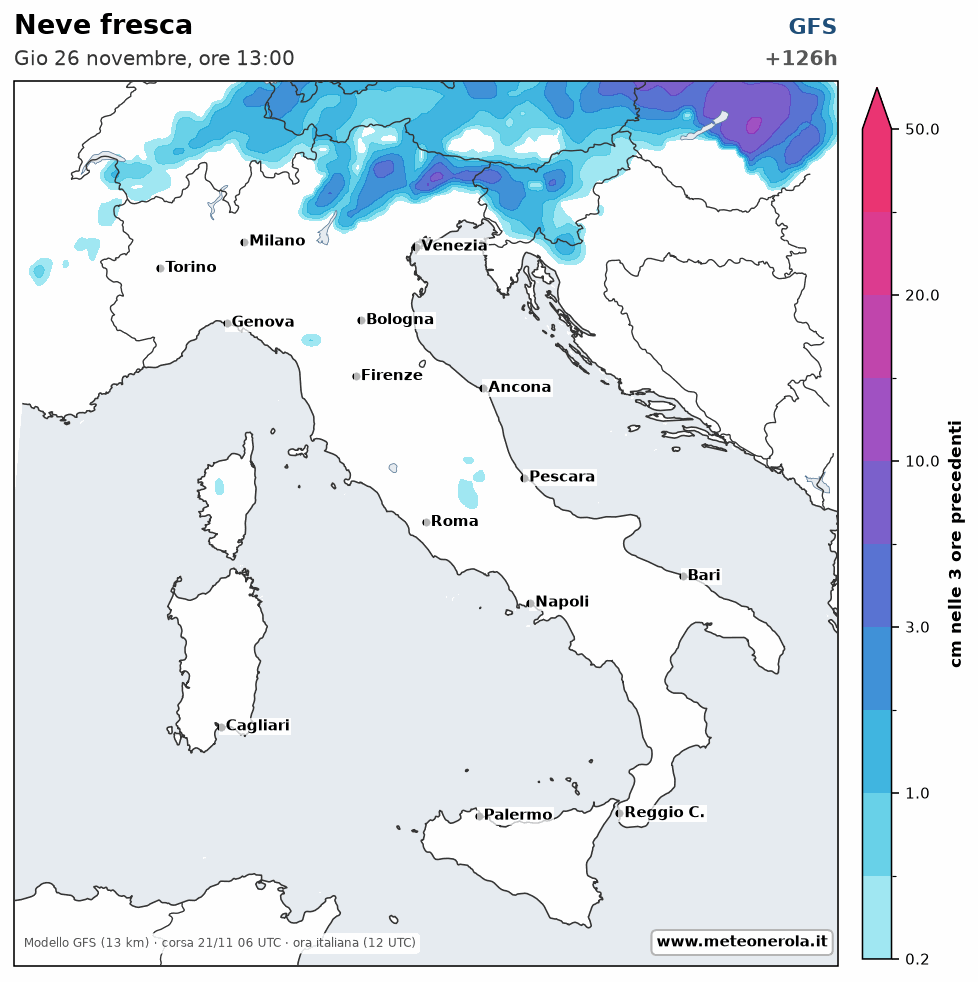 Neve fresca
GFS
Gio 26 novembre, ore 13:00
+126h
50.0
20.0
10.0
3.0
1.0
0.2
cm nelle 3 ore precedenti
Milano
Venezia
Torino
Genova
Bologna
Firenze
Ancona
Pescara
Roma
Bari
Napoli
Cagliari
Palermo
Reggio C.
Modello GFS (13 km) · corsa 21/11 06 UTC · ora italiana (12 UTC)
www.meteonerola.it